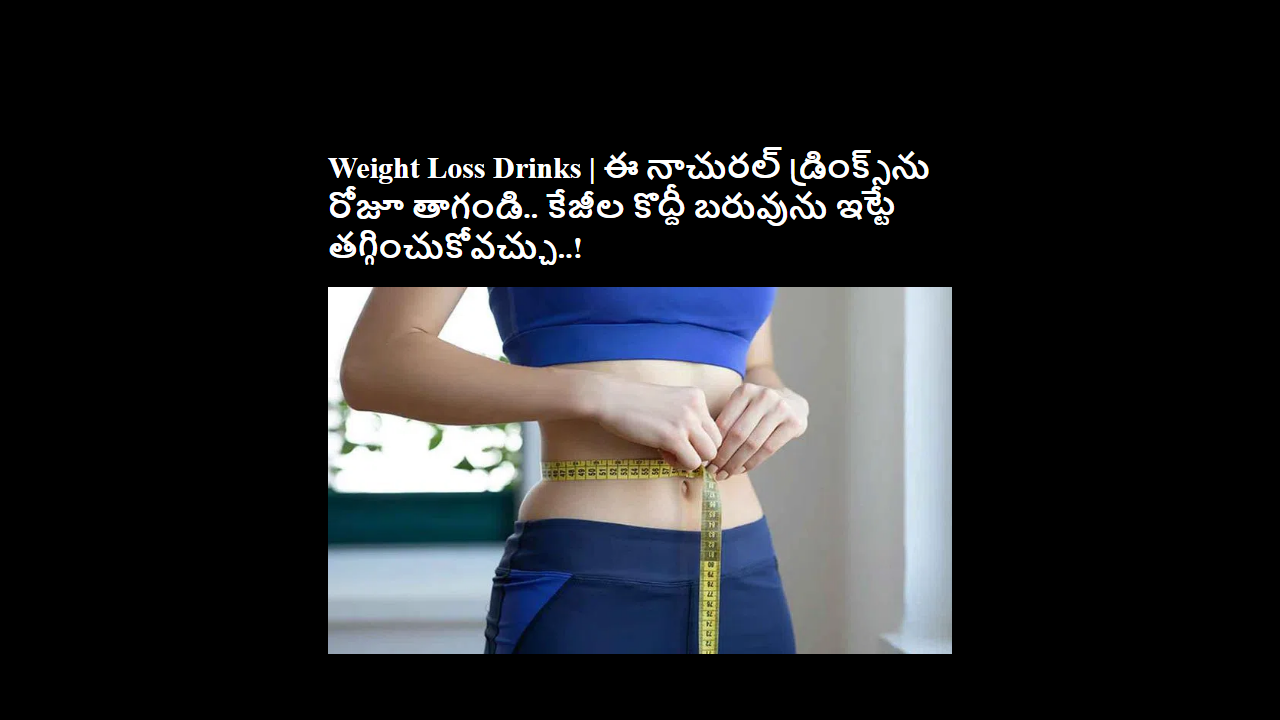 Weight Loss Drinks | ఈ నాచురల్ డ్రింక్స్‌ను
రోజూ తాగండి.. కేజీల కొద్దీ బరువును ఇట్టే
తగ్గించుకోవచ్చు..!